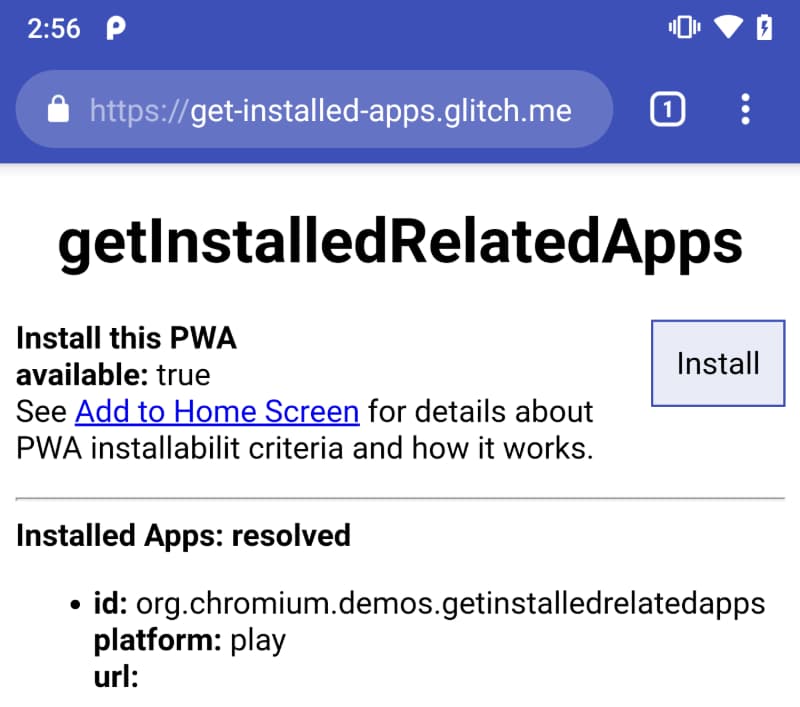 2:56
https://get-installed-apps.glitch.me
1
getInstalledRelatedApps
Install this PWA
available: true
See Add to Home Screen for details about
PWA installabilit criteria and how it works.
Install
Installed Apps: resolved
• id: org.chromium.demos.getinstalledrelatedapps
platform: play
url: